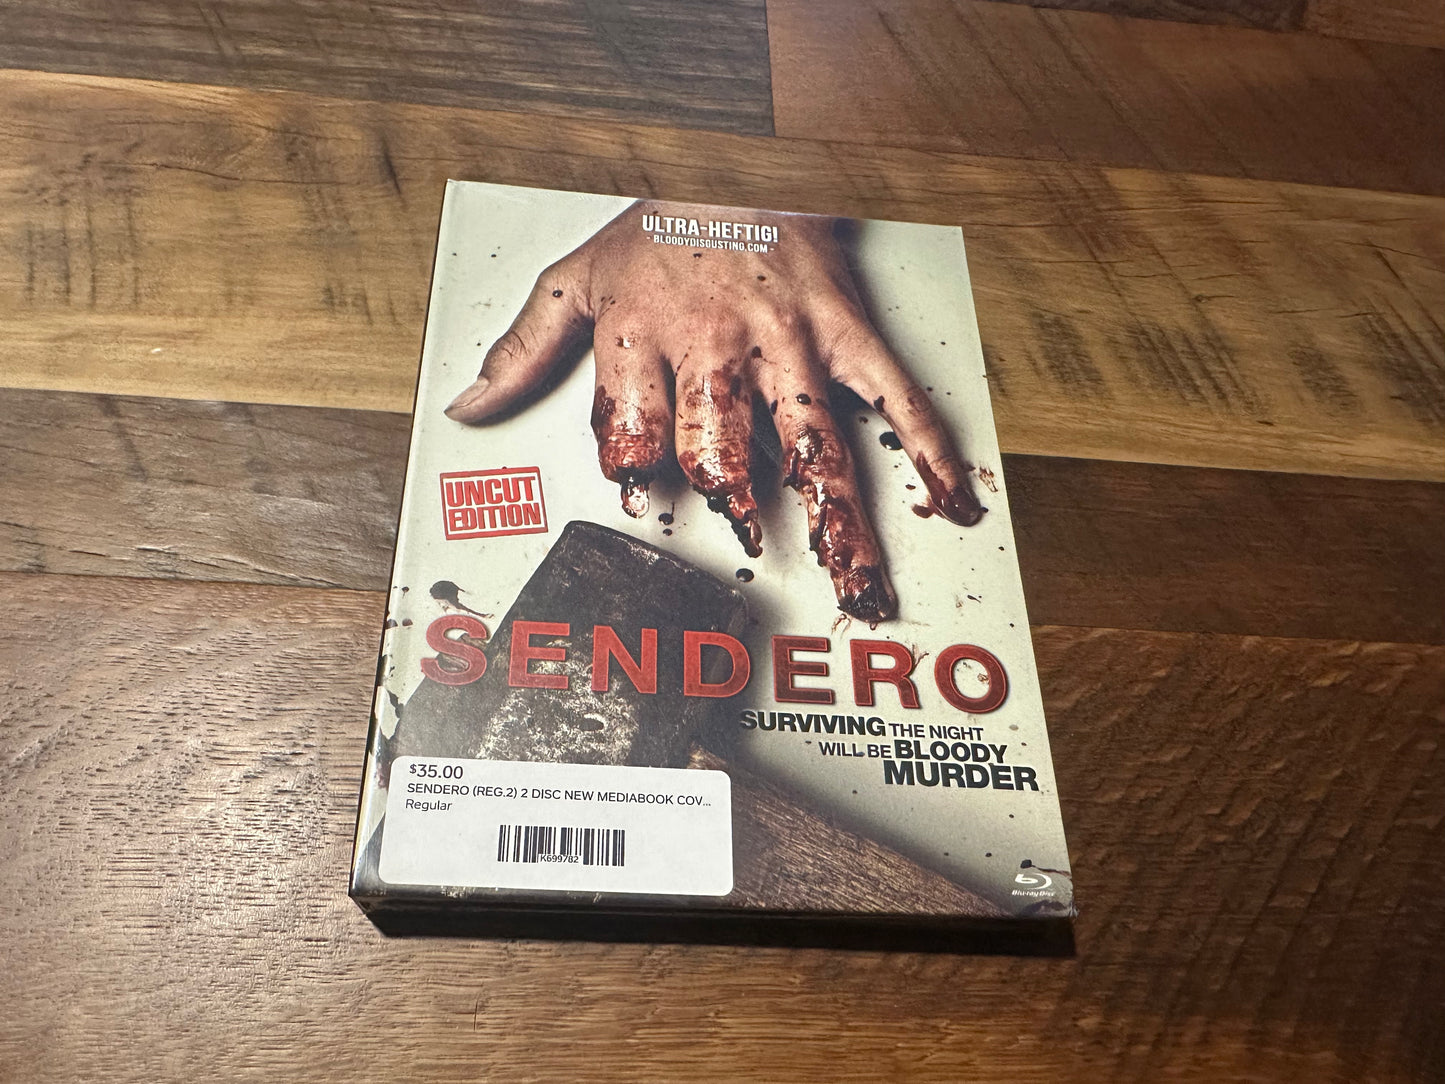 ULTRA-HEFTIG!
- BLOODYDISGUSTING.COM -
UNCUT
EDITION
SENDERO
SURVIVING THE NIGHT
WILL BE BLOODY
MURDER
$35.00
SENDERO (REG.2) 2 DISC NEW MEDIABOOK COV...
Regular
K699782
Blu-ray Disc